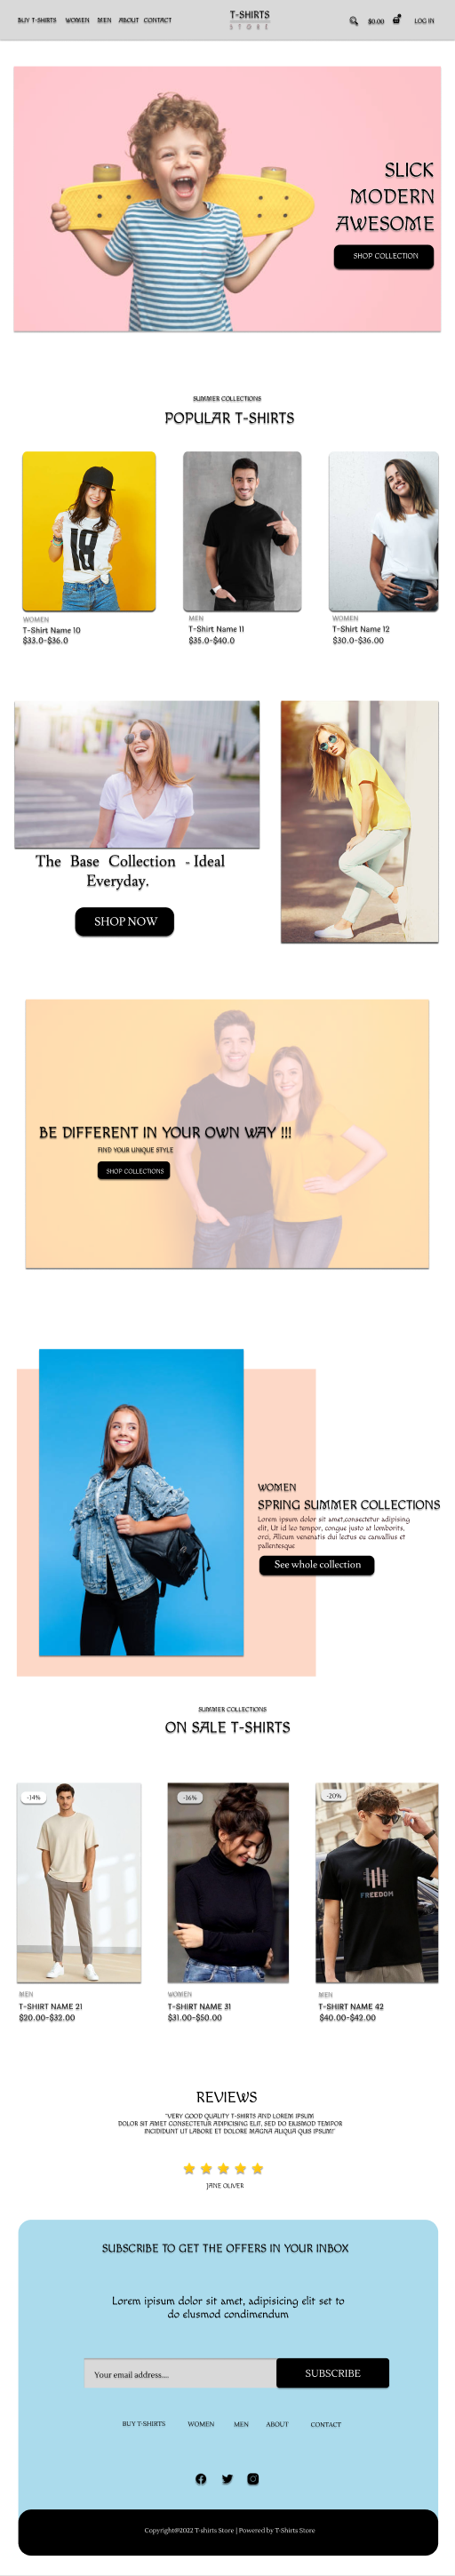 BUY T-SHIRTS WOMEN MEN ABOUT CONTACT
T-SHIRTS
STORE
$0.00
LOG IN
SLICK
MODERN
AWESOME
SHOP COLLECTION
SUMMER COLLECTIONS
POPULAR T-SHIRTS
18
WOMEN
T-Shirt Name 10
$33.0-$36.0
MEN
T-Shirt Name 11
$35.0-$40.0
WOMEN
T-Shirt Name 12
$30.0-$36.00
The Base Collection - Ideal
Everyday.
SHOP NOW
BE DIFFERENT IN YOUR OWN WAY !!!
FIND YOUR UNIQUE STYLE
SHOP COLLECTIONS
WOMEN
SPRING SUMMER COLLECTIONS
Lorem ipsum dolor sit amet,consectetur adipising
elit, Ut id leo tempor, congue justo at lomborits,
orci, Alicum venenatis dui lectus eu convallius et
pallentesque
See whole collection
SUMMER COLLECTIONS
ON SALE T-SHIRTS
-14%
-16%
-20%
FREEDOM
MEN
T-SHIRT NAME 21
$20.00-$32.00
WOMEN
T-SHIRT NAME 31
$31.00-$50.00
MEN
T-SHIRT NAME 42
$40.00-$42.00
REVIEWS
"VERY GOOD QUALITY T-SHIRTS AND LOREM IPSUM
DOLOR SIT AMET CONSECTETUR ADIPICISING ELIT, SED DO EIUSMOD TEMPOR
INCIDIDUNT UT LABORE ET DOLORE MAGNA ALIQUA QUIS IPSUM!"
JANE OLIVER
SUBSCRIBE TO GET THE OFFERS IN YOUR INBOX
Lorem ipisum dolor sit amet, adipisicing elit set to
do elusmod condimendum
Your email address....
SUBSCRIBE
BUY T-SHIRTS WOMEN MEN ABOUT CONTACT
Copyright@2022 T-shirts Store | Powered by T-Shirts Store